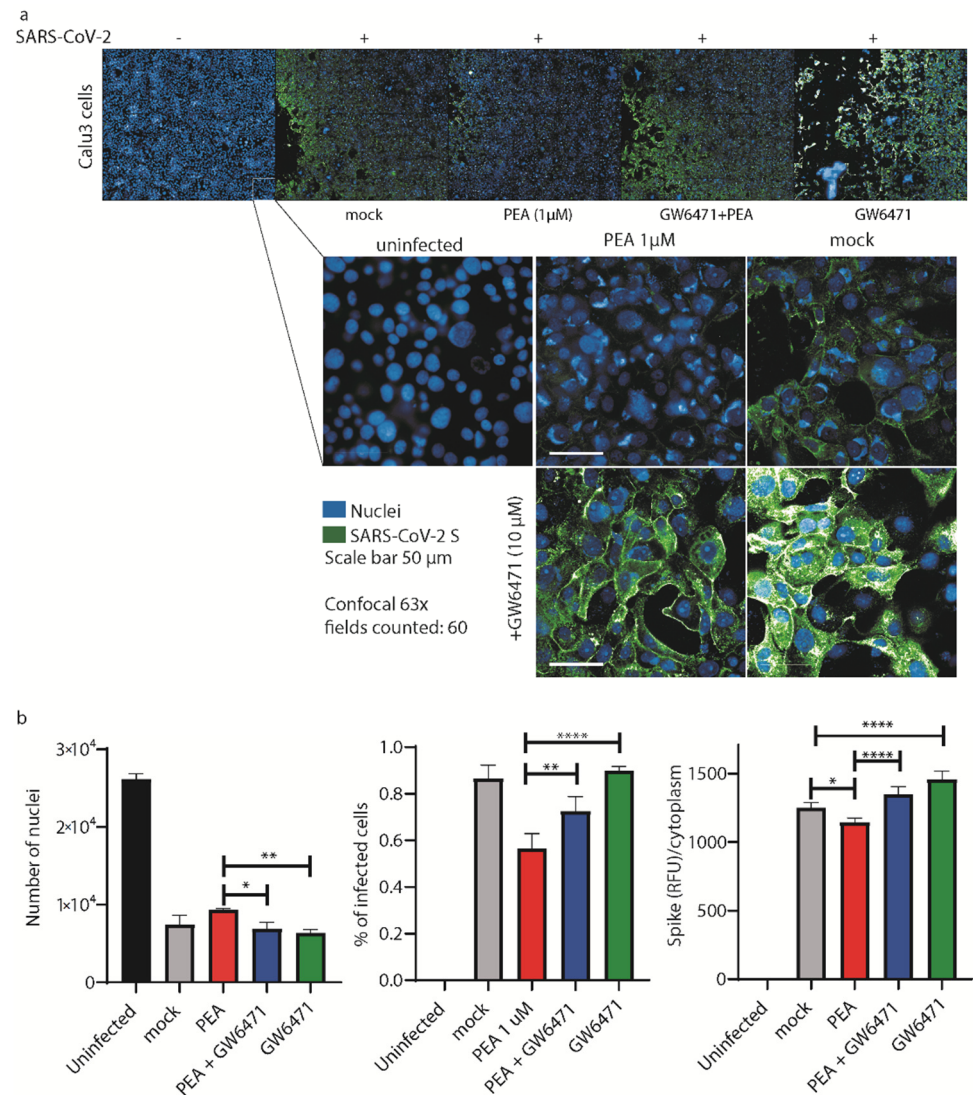 a
SARS-CoV-2 - + + + +
Calu3 cells
mock PEA (1µM) GW6471+PEA GW6471
uninfected PEA 1µM mock
Nuclei
SARS-CoV-2 S
Scale bar 50 µm
Confocal 63x
fields counted: 60
+GW6471 (10 µM)
b
Number of nuclei
3×10⁴
2×10⁴
1×10⁴
0
**
*
Uninfected
mock
PEA
PEA + GW6471
GW6471
% of infected cells
1.0
0.8
0.6
0.4
0.2
0.0
****
**
Uninfected
mock
PEA 1 uM
PEA + GW6471
GW6471
Spike (RFU)/cytoplasm
1500
1000
500
0
****
* ****
Uninfected
mock
PEA
PEA + GW6471
GW6471